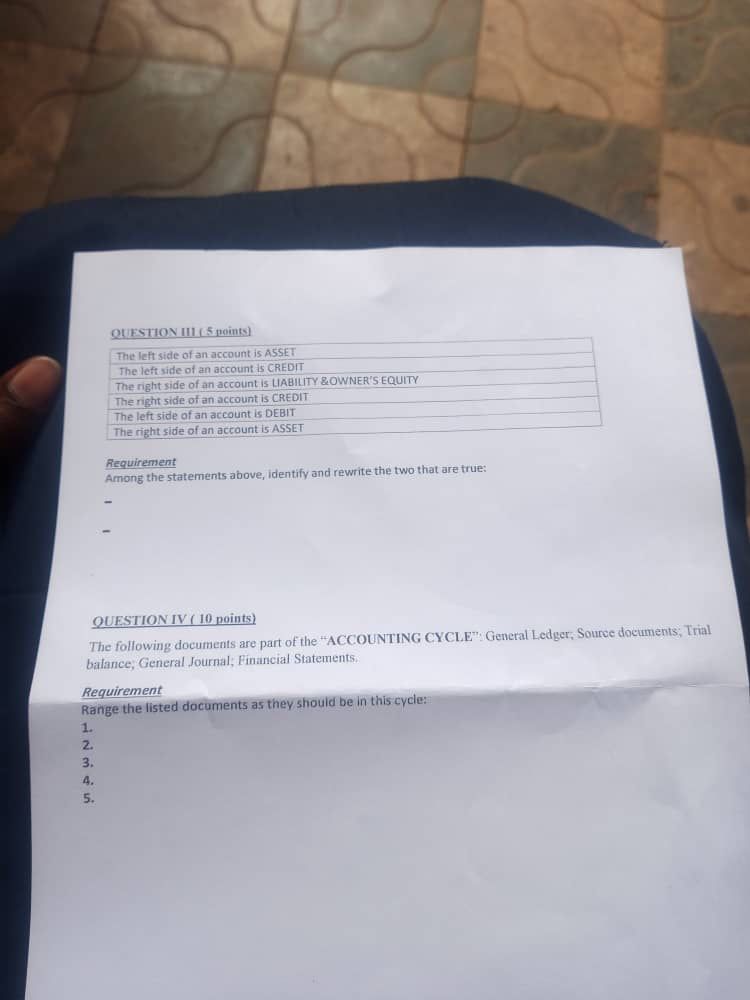 QUESTION III ( 5 points)
The left side of an account is ASSET
The left side of an account is CREDIT
The right side of an account is LIABILITY &OWNER'S EQUITY
The right side of an account is CREDIT
The left side of an account is DEBIT
The right side of an account is ASSET
Requirement
Among the statements above, identify and rewrite the two that are true:
–
–
QUESTION IV ( 10 points)
The following documents are part of the “ACCOUNTING CYCLE”: General Ledger; Source documents; Trial
balance; General Journal; Financial Statements.
Requirement
Range the listed documents as they should be in this cycle:
1.
2.
3.
4.
5.